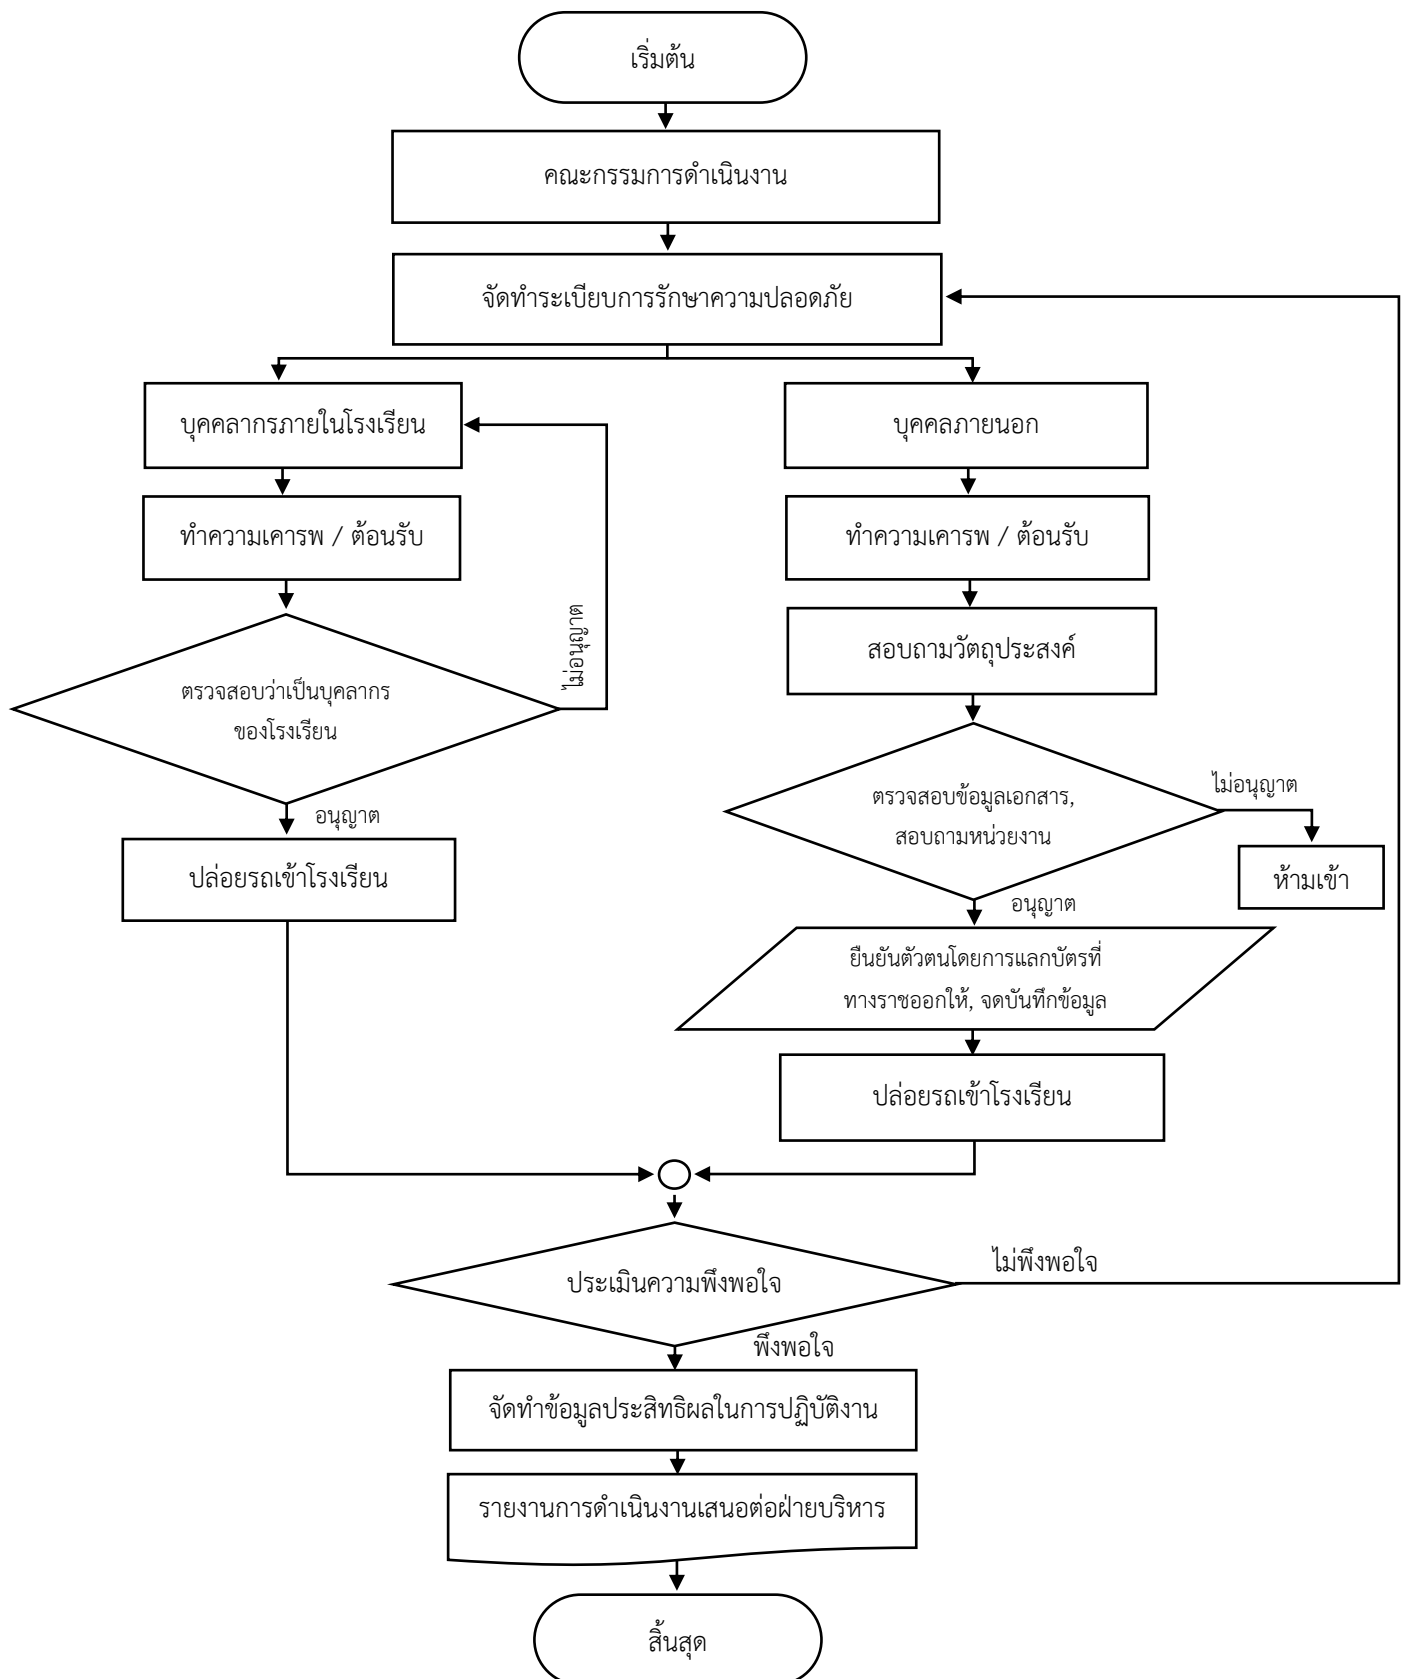 เริ่มต้น
คณะกรรมการดำเนินงาน
จัดทำระเบียบการรักษาความปลอดภัย
บุคคลากรภายในโรงเรียน
ทำความเคารพ / ต้อนรับ
ไม่อนุญาต
ตรวจสอบว่าเป็นบุคลากร
ของโรงเรียน
อนุญาต
ปล่อยรถเข้าโรงเรียน
บุคคลภายนอก
ทำความเคารพ / ต้อนรับ
สอบถามวัตถุประสงค์
ตรวจสอบข้อมูลเอกสาร,
สอบถามหน่วยงาน
ไม่อนุญาต
ห้ามเข้า
อนุญาต
ยืนยันตัวตนโดยการแลกบัตรที่
ทางราชออกให้, จดบันทึกข้อมูล
ปล่อยรถเข้าโรงเรียน
ประเมินความพึงพอใจ
ไม่พึงพอใจ
พึงพอใจ
จัดทำข้อมูลประสิทธิผลในการปฏิบัติงาน
รายงานการดำเนินงานเสนอต่อฝ่ายบริหาร
สิ้นสุด